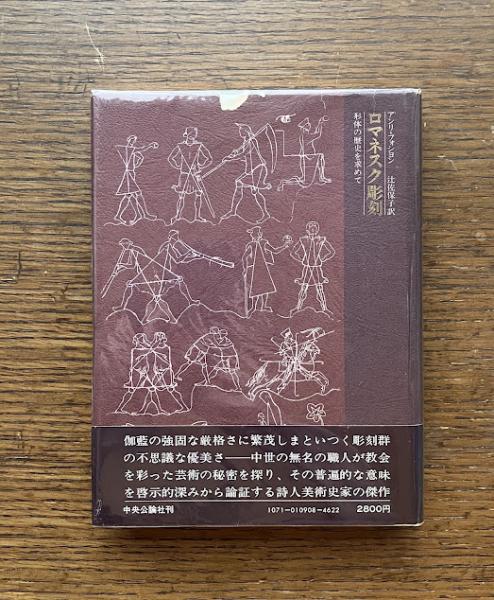 アンリ・フォシヨン 辻佐保子訳
ロマネスク彫刻
形体の歴史を求めて
伽藍の強固な厳格さに繁茂しまといつく彫刻群
の不思議な優美さ──中世の無名の職人が教会
を彩った芸術の秘密を探り、その普遍的な意味
を啓示的深みから論証する詩人美術史家の傑作
中央公論社刊 1071-010908-4622 2800円